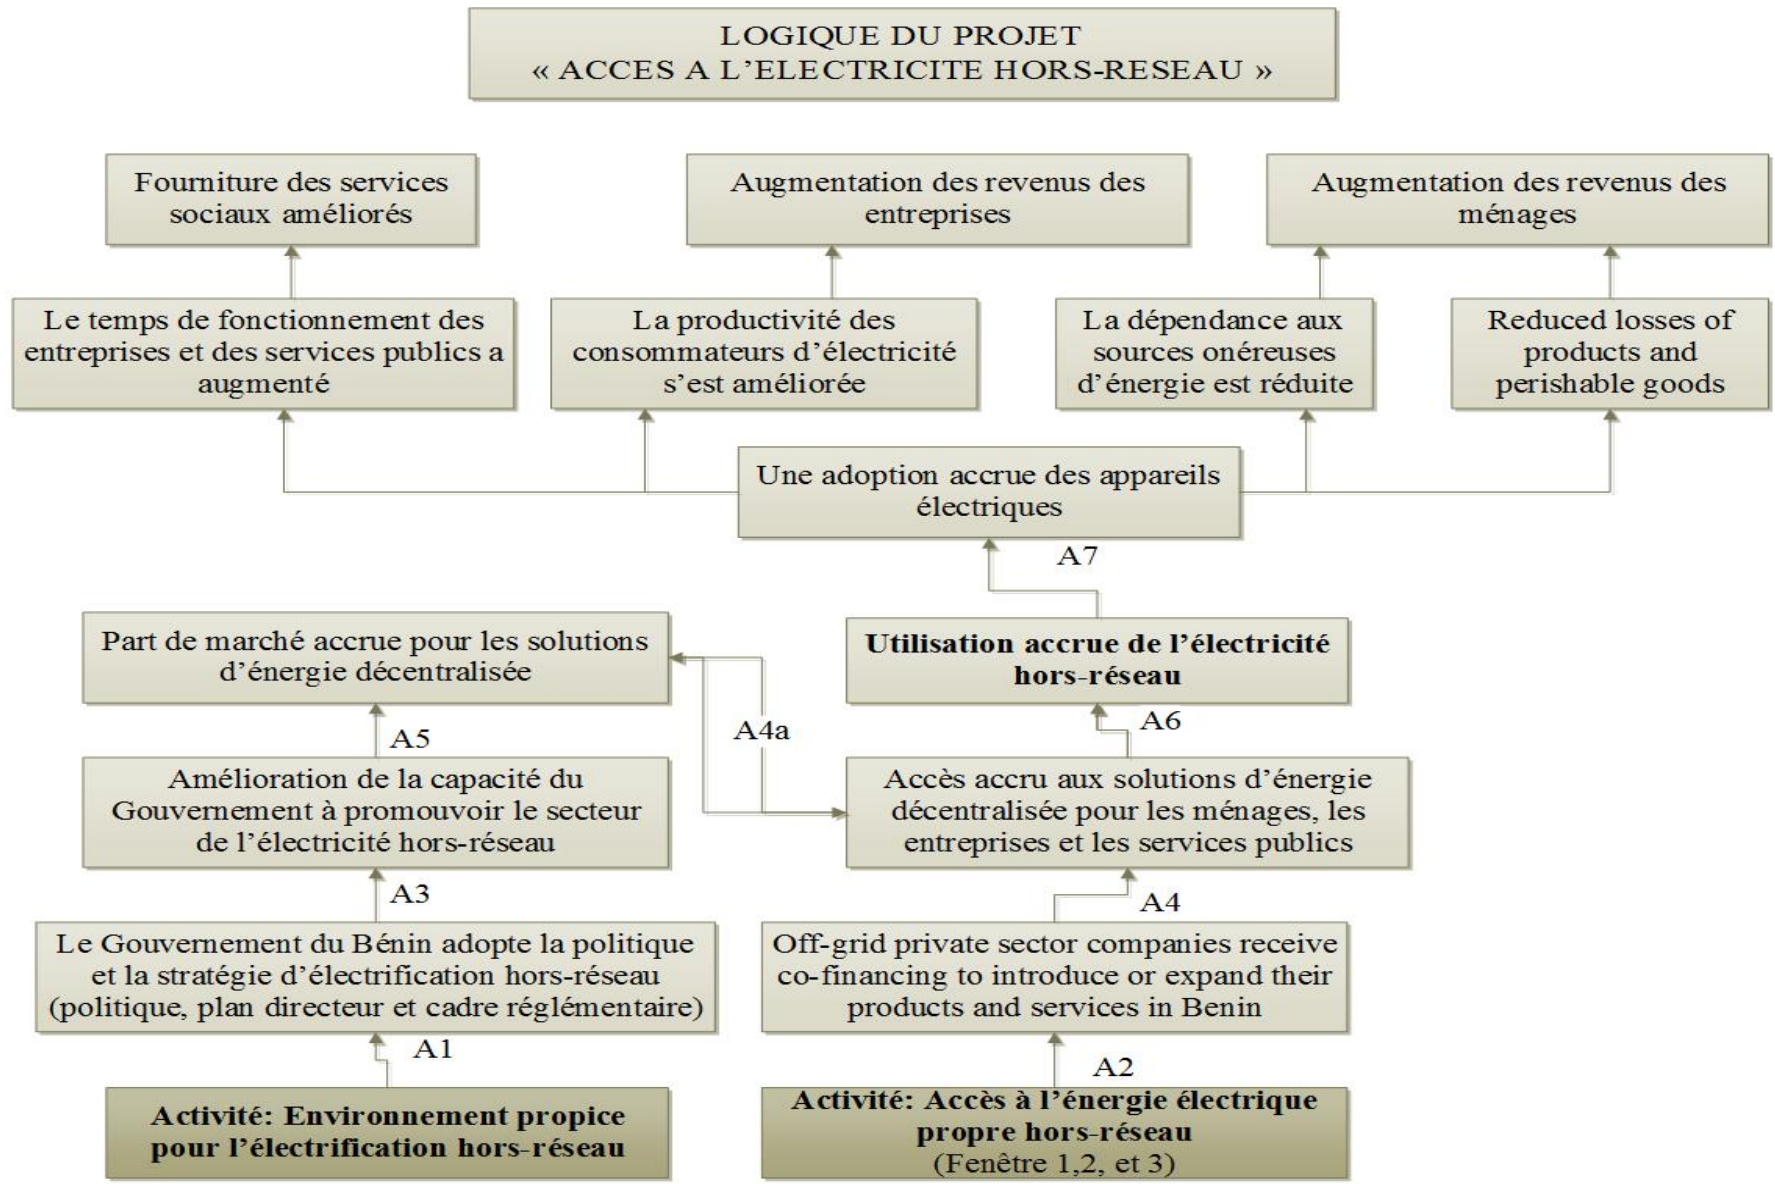 LOGIQUE DU PROJET
« ACCES A L’ELECTRICITE HORS-RESEAU »
Fourniture des services
sociaux améliorés
Augmentation des revenus des
entreprises
Augmentation des revenus des
ménages
Le temps de fonctionnement des
entreprises et des services publics a
augmenté
La productivité des
consommateurs d’électricité
s’est améliorée
La dépendance aux
sources onéreuses
d’énergie est réduite
Reduced losses of
products and
perishable goods
Une adoption accrue des appareils
électriques
A7
Part de marché accrue pour les solutions
d’énergie décentralisée
Utilisation accrue de l’électricité
hors-réseau
A4a
A5
A6
Amélioration de la capacité du
Gouvernement à promouvoir le secteur
de l’électricité hors-réseau
Accès accru aux solutions d’énergie
décentralisée pour les ménages, les
entreprises et les services publics
A3
A4
Le Gouvernement du Bénin adopte la politique
et la stratégie d’électrification hors-réseau
(politique, plan directeur et cadre réglémentaire)
Off-grid private sector companies receive
co-financing to introduce or expand their
products and services in Benin
A1
A2
Activité: Environnement propice
pour l’électrification hors-réseau
Activité: Accès à l’énergie électrique
propre hors-réseau
(Fenêtre 1,2, et 3)